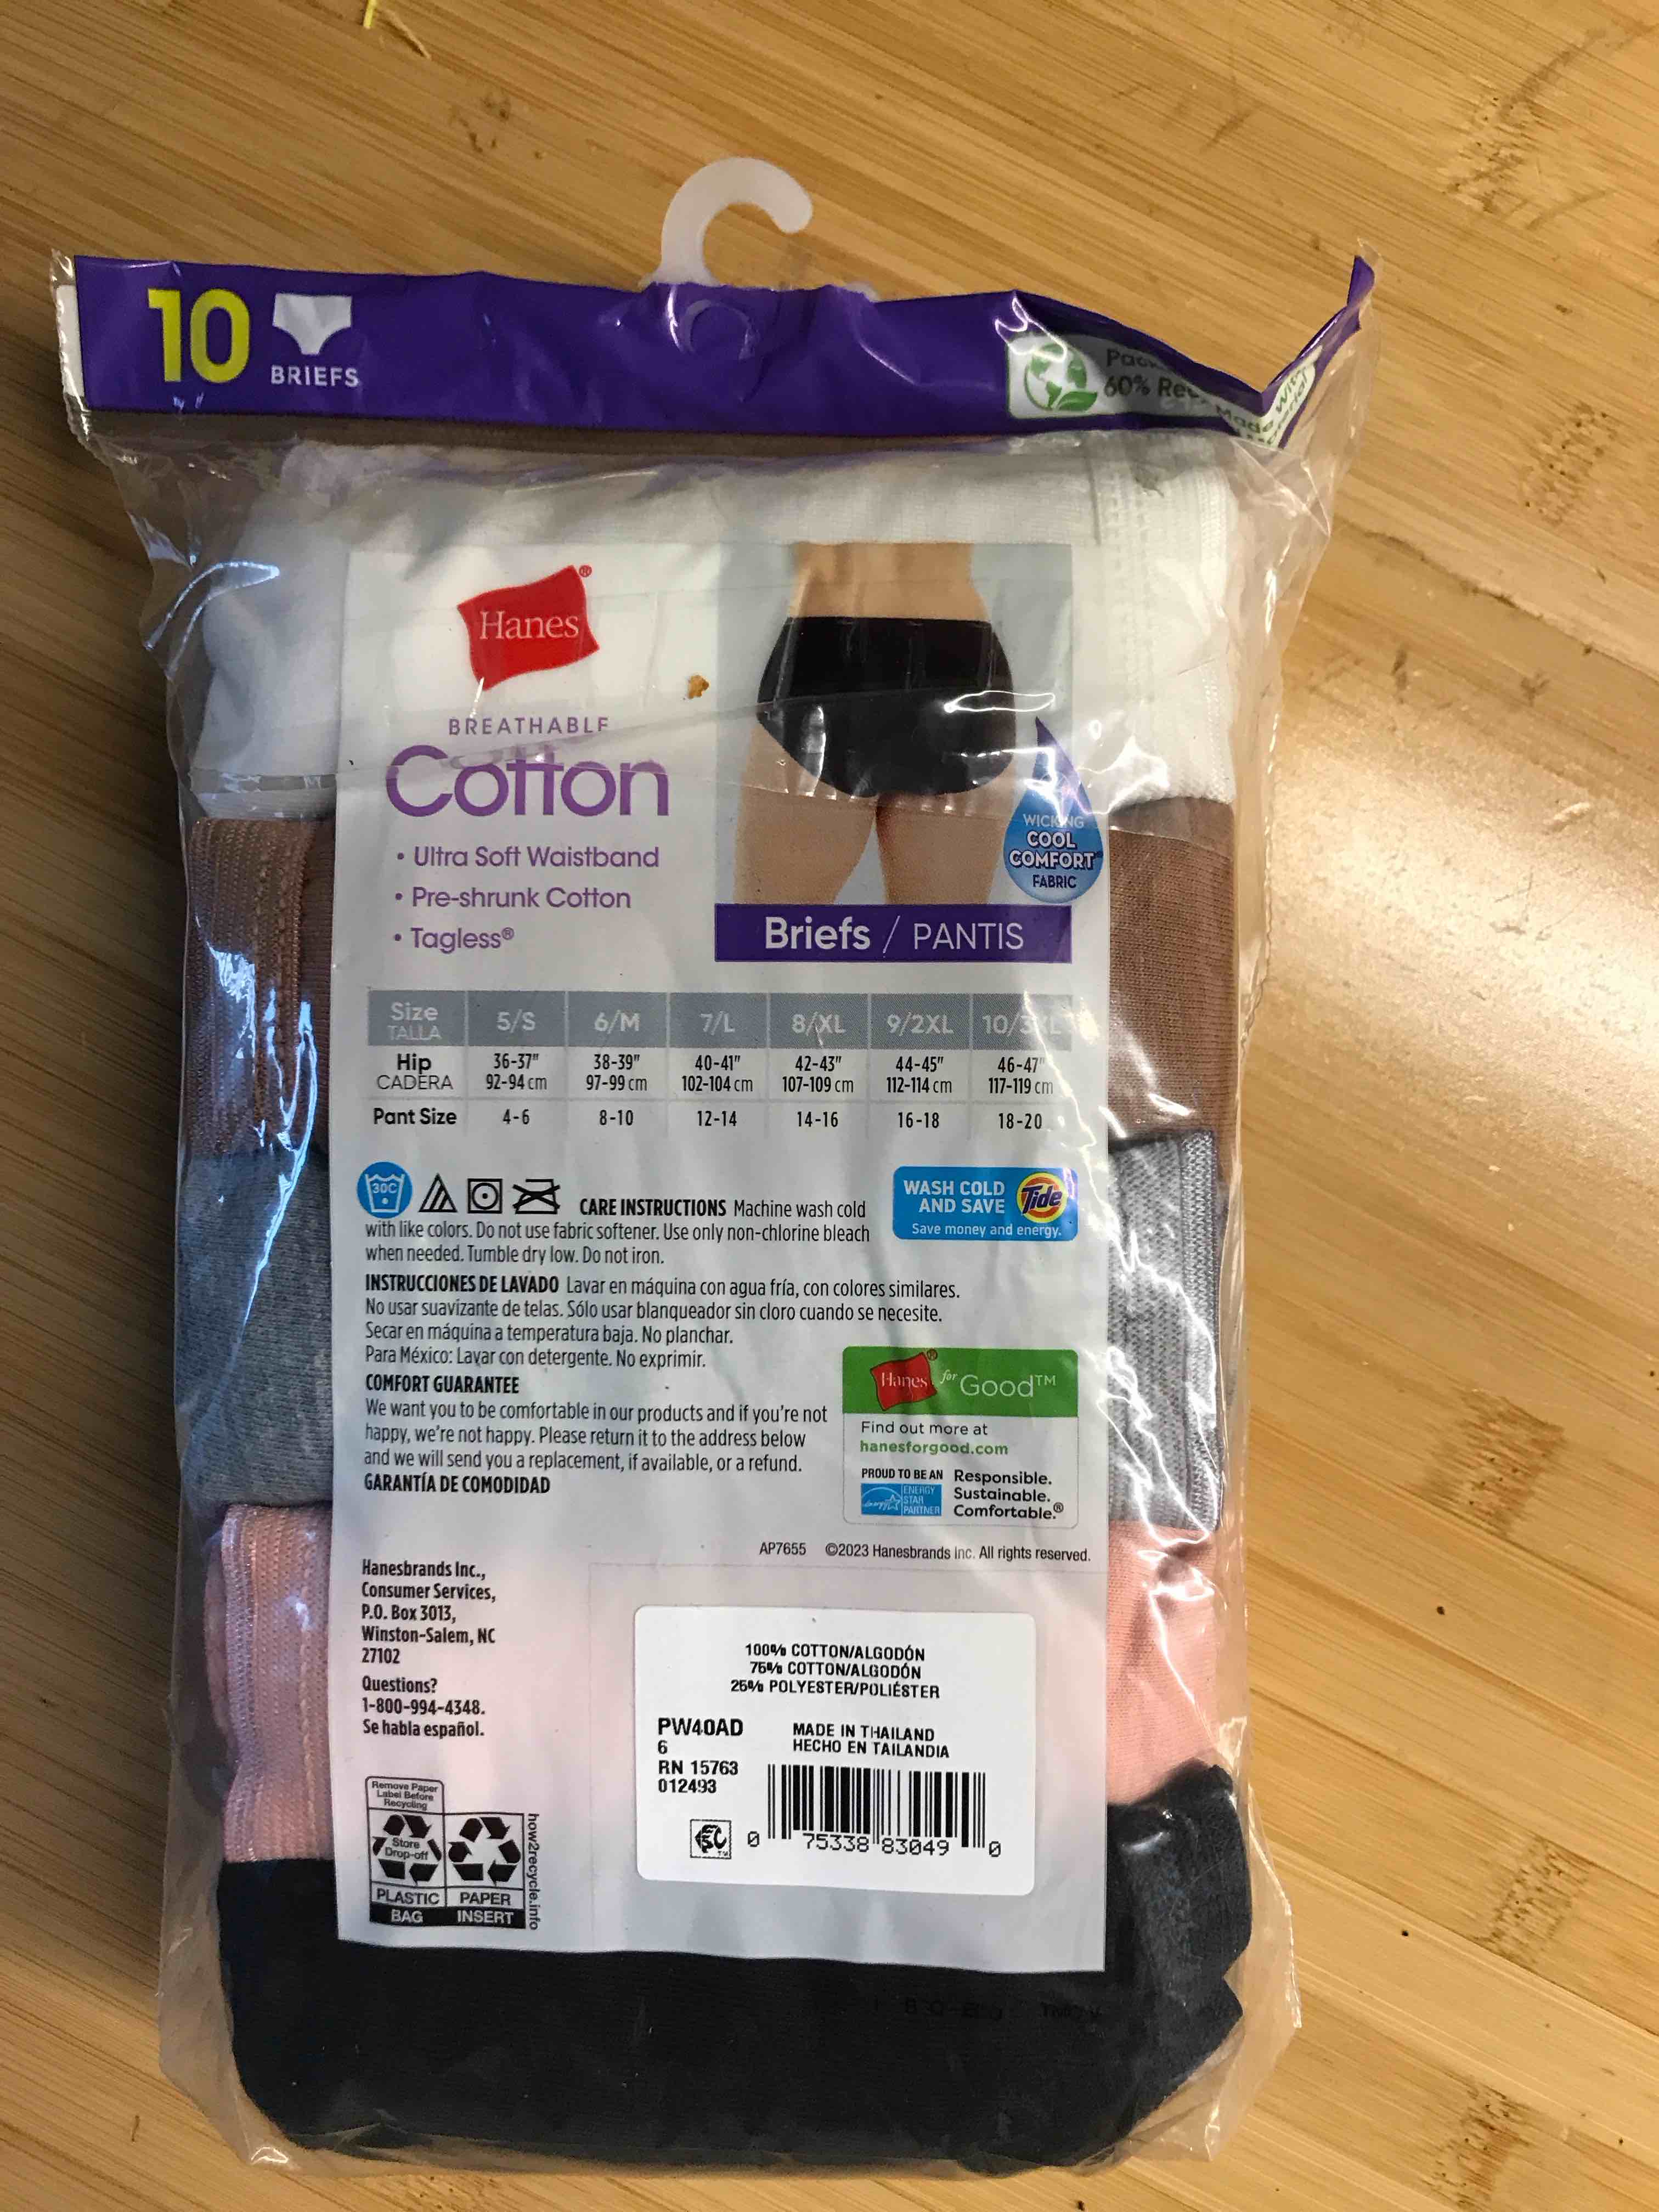 10
BRIEFS
60%
Made With
Hanes®
BREATHABLE
Cotton
• Ultra Soft Waistband
• Pre-shrunk Cotton
• Tagless®
WICKING
COOL
COMFORT®
FABRIC
Briefs / PANTIS
Size 5/S 6/M 7/L 8/XL 9/2XL 10/3XL
TALLA
Hip 36-37" 38-39" 40-41" 42-43" 44-45" 46-47"
CADERA 92-94 cm 97-99 cm 102-104 cm 107-109 cm 112-114 cm 117-119 cm
Pant Size 4-6 8-10 12-14 14-16 16-18 18-20
30C
CARE INSTRUCTIONS Machine wash cold
with like colors. Do not use fabric softener. Use only non-chlorine bleach
when needed. Tumble dry low. Do not iron.
WASH COLD
AND SAVE
Tide
Save money and energy.
INSTRUCCIONES DE LAVADO Lavar en máquina con agua fría, con colores similares.
No usar suavizante de telas. Sólo usar blanqueador sin cloro cuando se necesite.
Secar en máquina a temperatura baja. No planchar.
Para México: Lavar con detergente. No exprimir.
COMFORT GUARANTEE
We want you to be comfortable in our products and if you're not
happy, we're not happy. Please return it to the address below
and we will send you a replacement, if available, or a refund.
GARANTÍA DE COMODIDAD
Hanes® for Good™
Find out more at
hanesforgood.com
PROUD TO BE AN
energy
ENERGY
STAR
PARTNER
Responsible.
Sustainable.
Comfortable.®
AP7655 ©2023 Hanesbrands Inc. All rights reserved.
Hanesbrands Inc.,
Consumer Services,
P.O. Box 3013,
Winston-Salem, NC
27102
Questions?
1-800-994-4348.
Se habla español.
100% COTTON/ALGODÓN
75% COTTON/ALGODÓN
25% POLYESTER/POLIÉSTER
PW40AD
6
RN 15763
012493
MADE IN THAILAND
HECHO EN TAILANDIA
0 75338 83049 0
Remove Paper
Label Before
Recycling
Store
Drop-off
PLASTIC
BAG
PAPER
INSERT
how2recycle.info